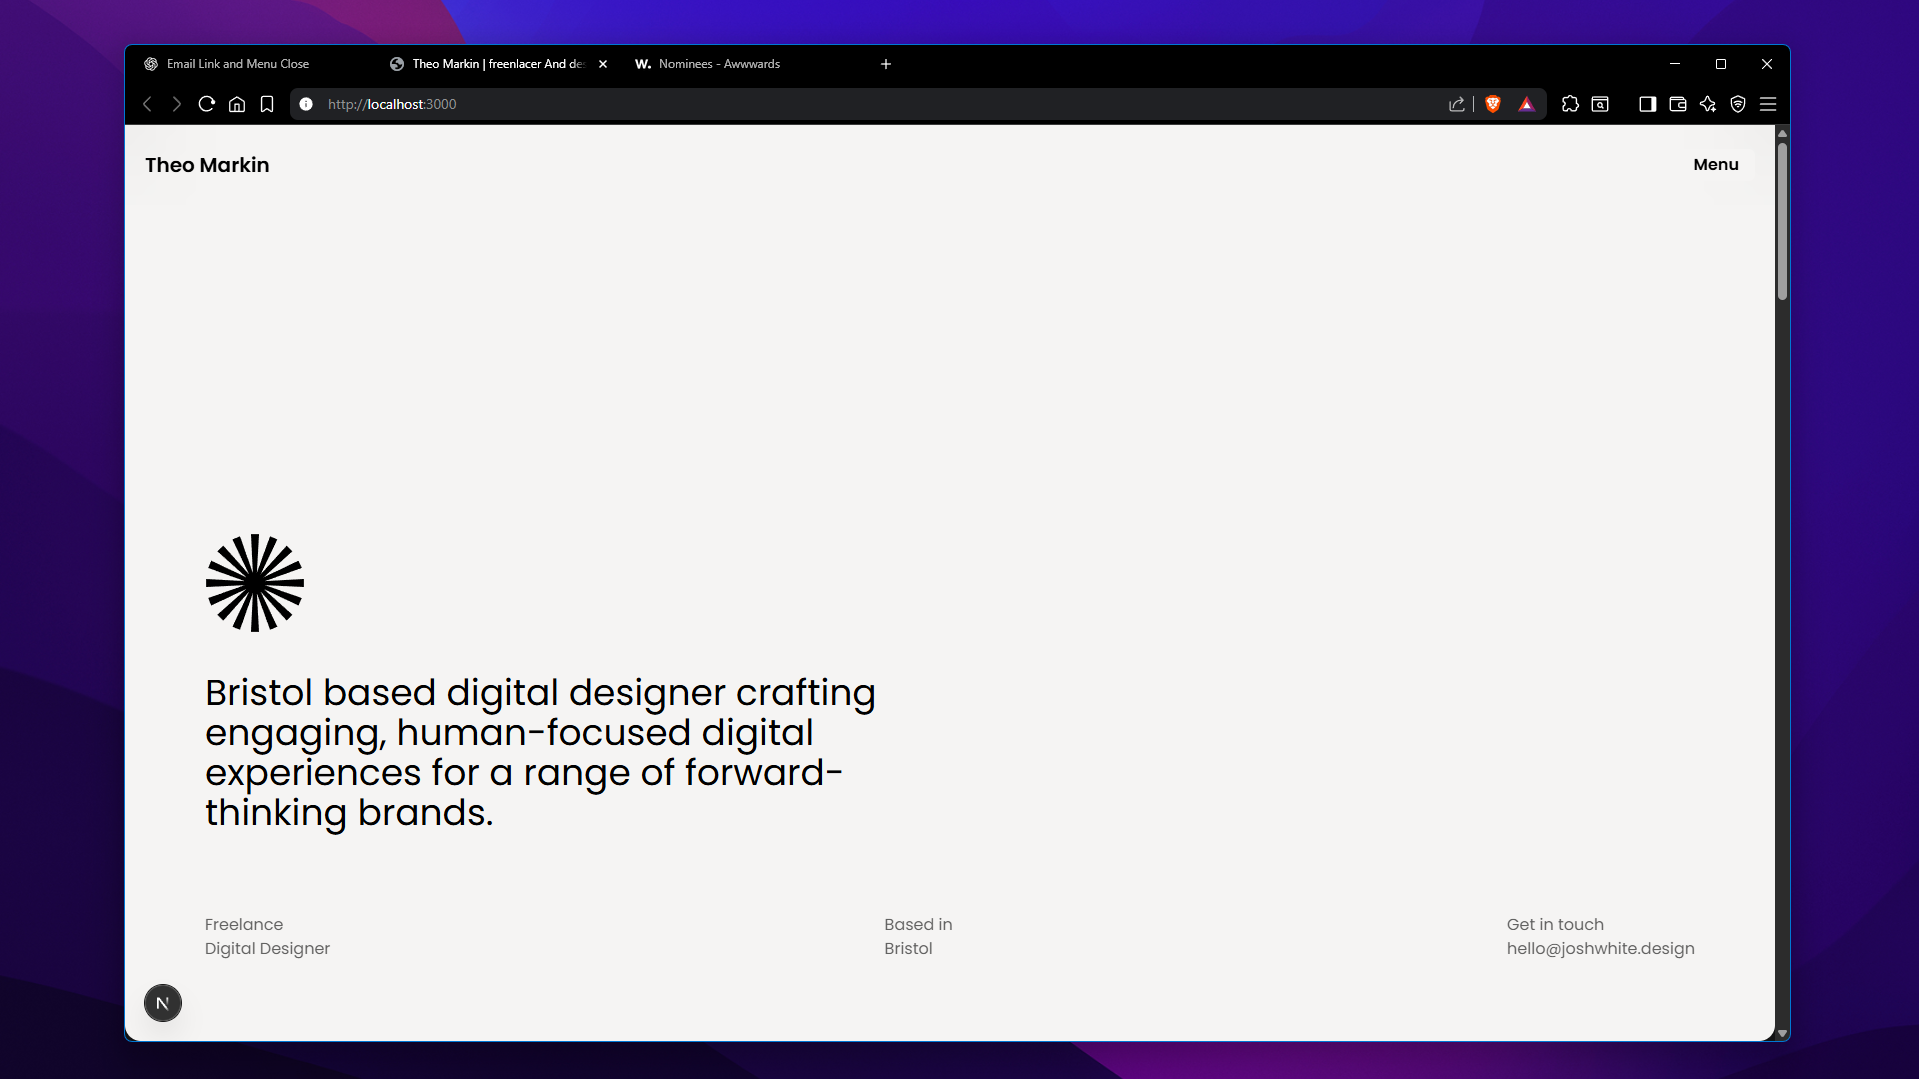 Email Link and Menu Close
Theo Markin | freenlacer And de
W. Nominees - Awwwards
http://localhost:3000
Theo Markin
Menu
Bristol based digital designer crafting
engaging, human-focused digital
experiences for a range of forward-
thinking brands.
Freelance
Digital Designer
Based in
Bristol
Get in touch
hello@joshwhite.design
N